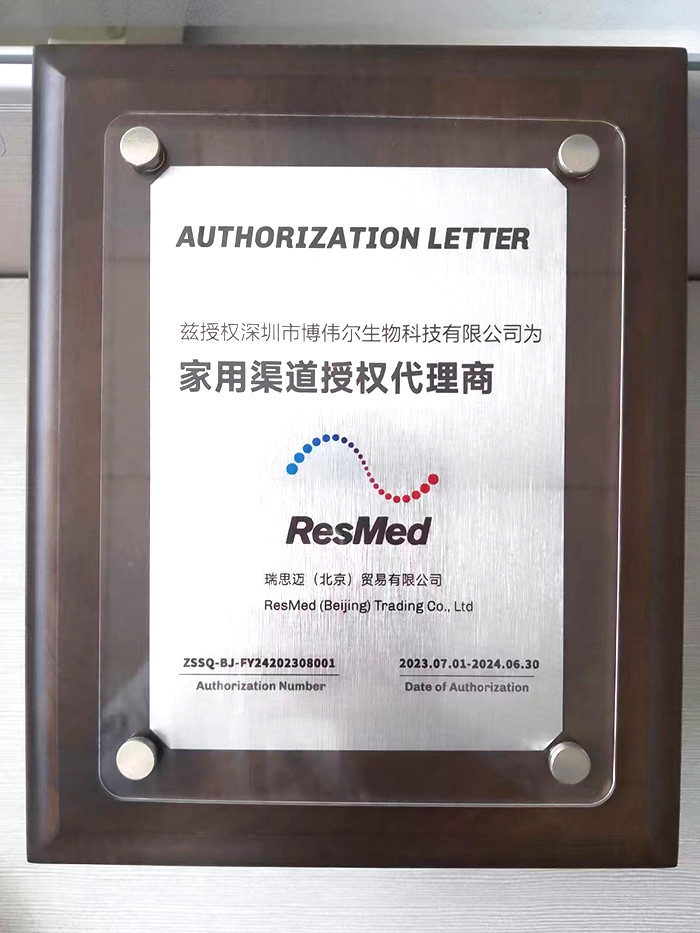 AUTHORIZATION LETTER
兹授权深圳市博伟尔生物科技有限公司为
家用渠道授权代理商
ResMed
瑞思迈（北京）贸易有限公司
ResMed (Beijing) Trading Co., Ltd
ZSSQ-BJ-FY24202308001
Authorization Number
2023.07.01-2024.06.30
Date of Authorization